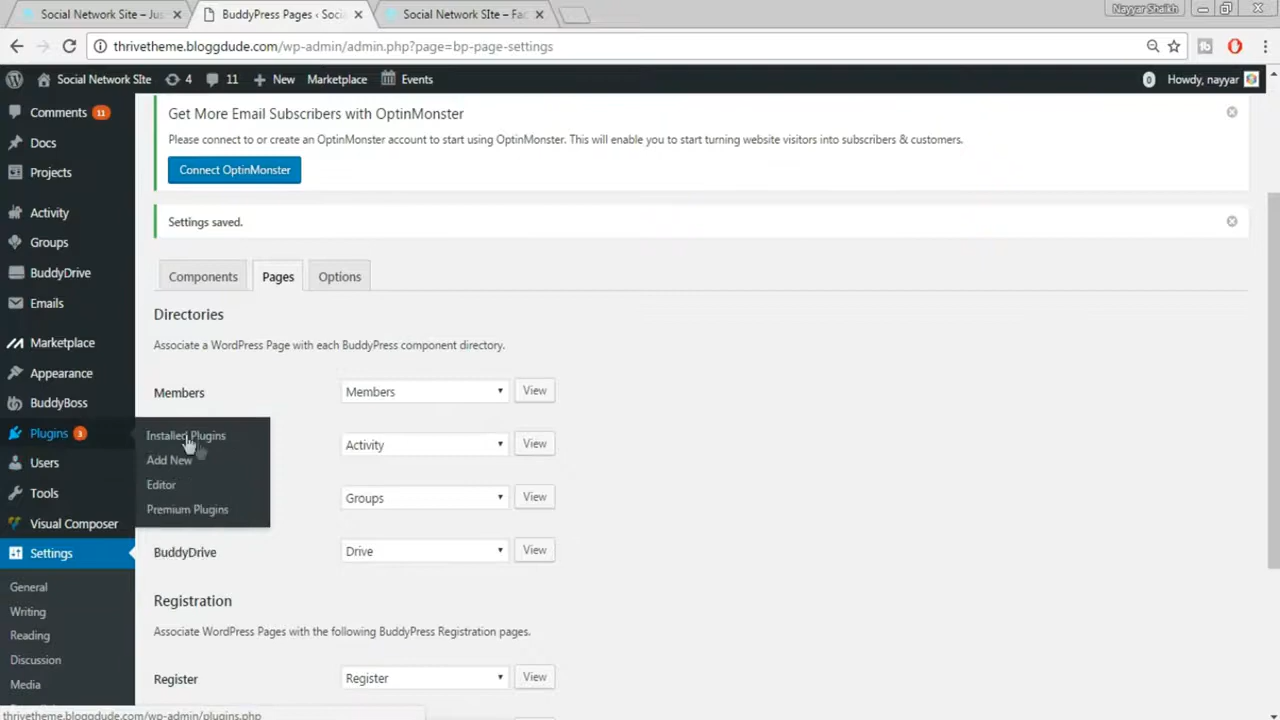 Social Network SIte – Jus
BuddyPress Pages ‹ Soci
Social Network SIte – Fac
Nayyar Shaikh
thrivetheme.bloggdude.com/wp-admin/admin.php?page=bp-page-settings
Social Network SIte
4
11
New
Marketplace
Events
0
Howdy, nayyar
Comments 11
Docs
Projects
Activity
Groups
BuddyDrive
Emails
Marketplace
Appearance
BuddyBoss
Plugins 3
Users
Tools
Visual Composer
Settings
General
Writing
Reading
Discussion
Media
Installed Plugins
Add New
Editor
Premium Plugins
Get More Email Subscribers with OptinMonster
Please connect to or create an OptinMonster account to start using OptinMonster. This will enable you to start turning website visitors into subscribers & customers.
Connect OptinMonster
Settings saved.
Components
Pages
Options
Directories
Associate a WordPress Page with each BuddyPress component directory.
Members
Members
View
Activity
View
Groups
View
BuddyDrive
Drive
View
Registration
Associate WordPress Pages with the following BuddyPress Registration pages.
Register
Register
View
thrivetheme.bloggdude.com/wp-admin/plugins.php